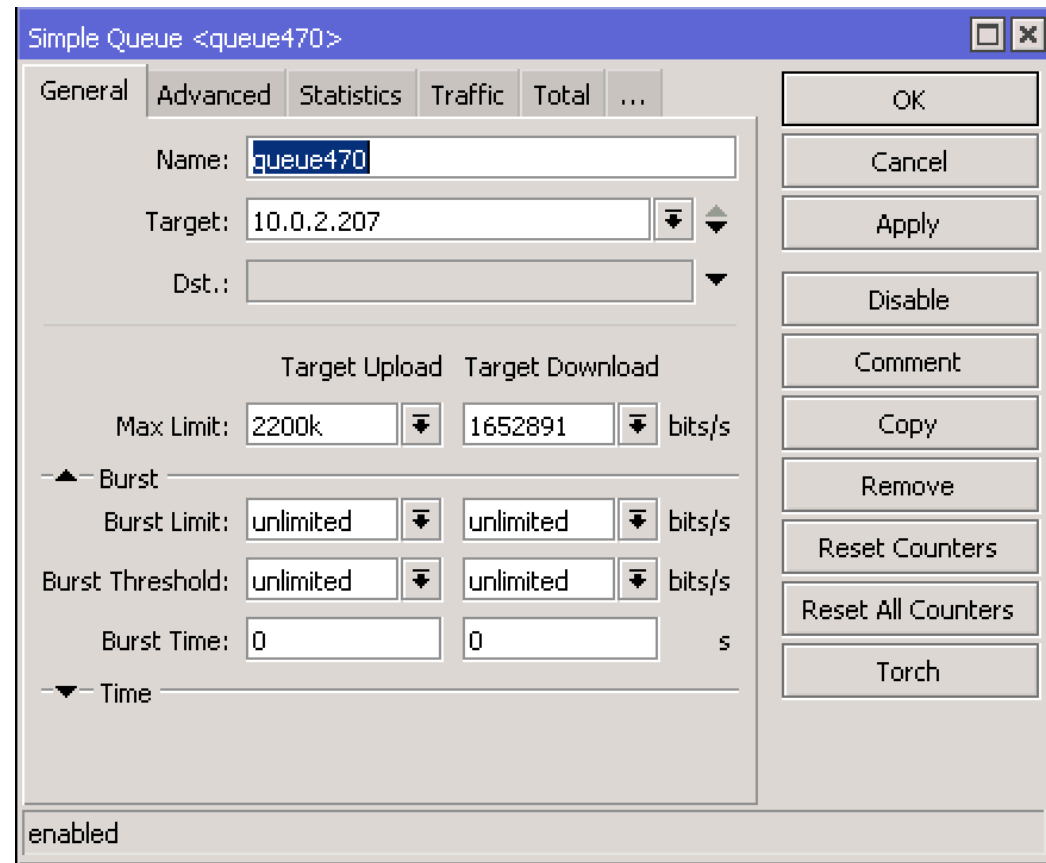 Simple Queue <queue470>
General Advanced Statistics Traffic Total ...
Name: queue470
Target: 10.0.2.207
Dst.:
Target Upload Target Download
Max Limit: 2200k 1652891 bits/s
Burst
Burst Limit: unlimited unlimited bits/s
Burst Threshold: unlimited unlimited bits/s
Burst Time: 0 0 s
Time
OK
Cancel
Apply
Disable
Comment
Copy
Remove
Reset Counters
Reset All Counters
Torch
enabled